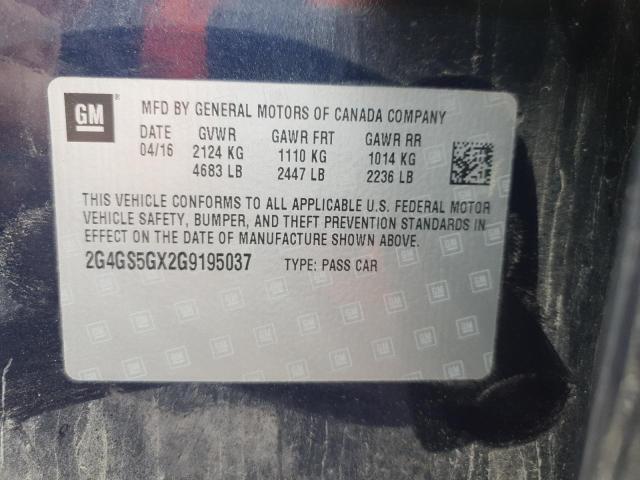 GM ®
MFD BY GENERAL MOTORS OF CANADA COMPANY
DATE GVWR GAWR FRT GAWR RR
04/16 2124 KG 1110 KG 1014 KG
4683 LB 2447 LB 2236 LB
THIS VEHICLE CONFORMS TO ALL APPLICABLE U.S. FEDERAL MOTOR
VEHICLE SAFETY, BUMPER, AND THEFT PREVENTION STANDARDS IN
EFFECT ON THE DATE OF MANUFACTURE SHOWN ABOVE.
2G4GS5GX2G9195037 TYPE: PASS CAR